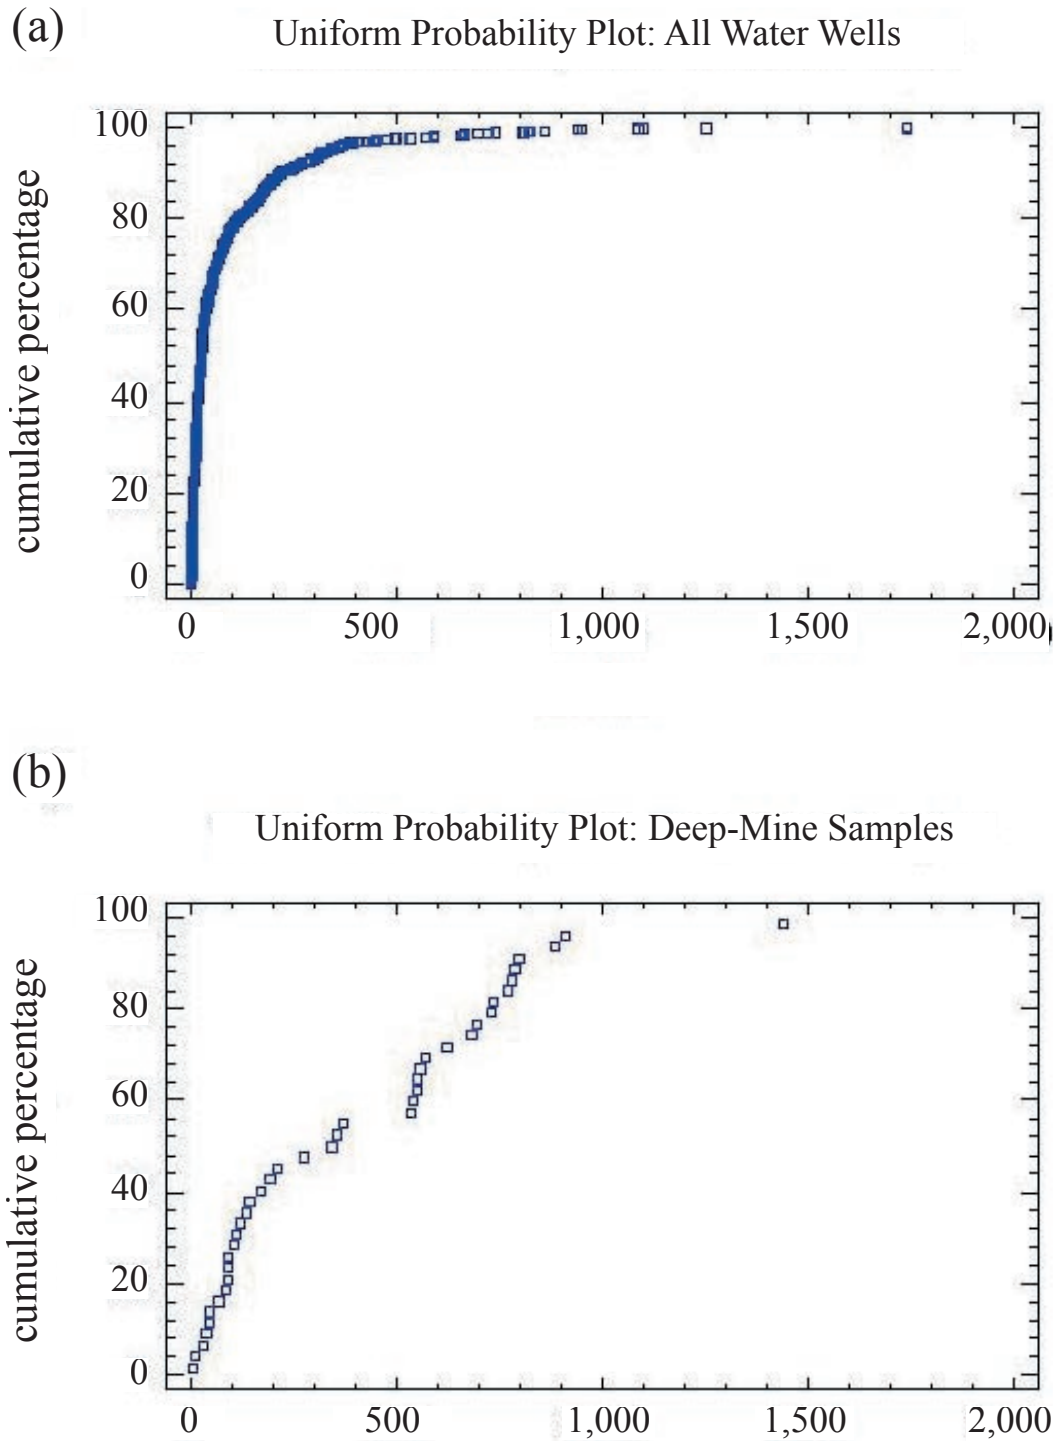 (a)
Uniform Probability Plot: All Water Wells
cumulative percentage
100
80
60
40
20
0
0 500 1,000 1,500 2,000
(b)
Uniform Probability Plot: Deep-Mine Samples
cumulative percentage
100
80
60
40
20
0
0 500 1,000 1,500 2,000